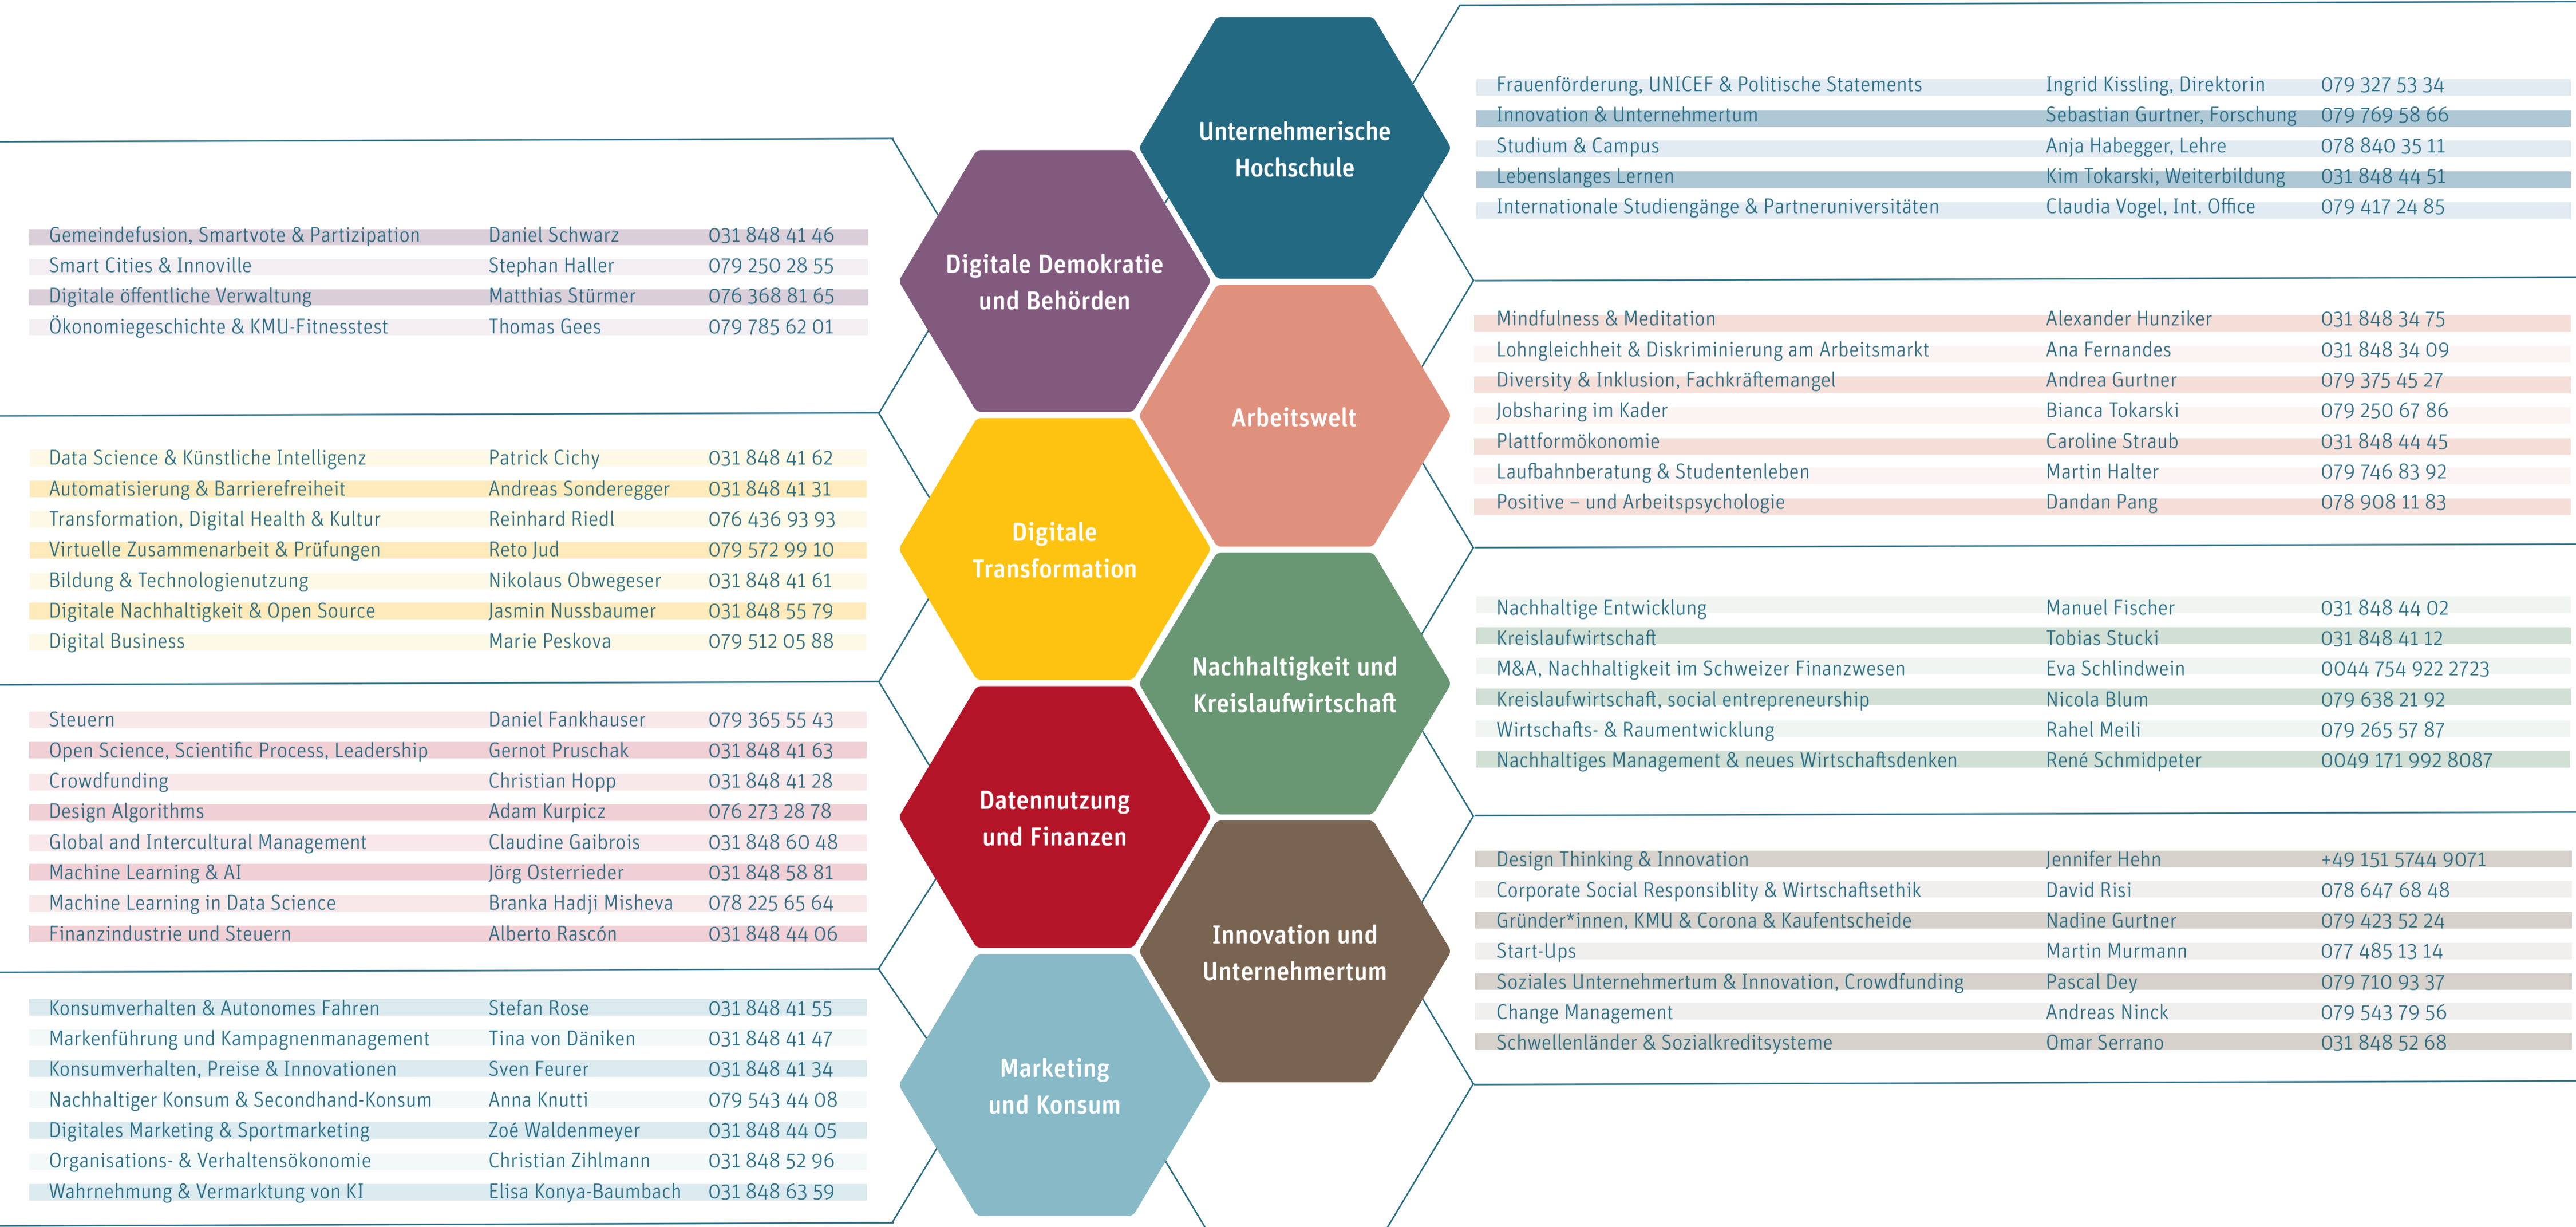 Unternehmerische
Hochschule
Frauenförderung, UNICEF & Politische Statements Ingrid Kissling, Direktorin 079 327 53 34
Innovation & Unternehmertum Sebastian Gurtner, Forschung 079 769 58 66
Studium & Campus Anja Habegger, Lehre 078 840 35 11
Lebenslanges Lernen Kim Tokarski, Weiterbildung 031 848 44 51
Internationale Studiengänge & Partneruniversitäten Claudia Vogel, Int. Office 079 417 24 85
Digitale Demokratie
und Behörden
Gemeindefusion, Smartvote & Partizipation Daniel Schwarz 031 848 41 46
Smart Cities & Innoville Stephan Haller 079 250 28 55
Digitale öffentliche Verwaltung Matthias Stürmer 076 368 81 65
Ökonomiegeschichte & KMU-Fitnesstest Thomas Gees 079 785 62 01
Arbeitswelt
Mindfulness & Meditation Alexander Hunziker 031 848 34 75
Lohngleichheit & Diskriminierung am Arbeitsmarkt Ana Fernandes 031 848 34 09
Diversity & Inklusion, Fachkräftemangel Andrea Gurtner 079 375 45 27
Jobsharing im Kader Bianca Tokarski 079 250 67 86
Plattformökonomie Caroline Straub 031 848 44 45
Laufbahnberatung & Studentenleben Martin Halter 079 746 83 92
Positive – und Arbeitspsychologie Dandan Pang 078 908 11 83
Digitale
Transformation
Data Science & Künstliche Intelligenz Patrick Cichy 031 848 41 62
Automatisierung & Barrierefreiheit Andreas Sonderegger 031 848 41 31
Transformation, Digital Health & Kultur Reinhard Riedl 076 436 93 93
Virtuelle Zusammenarbeit & Prüfungen Reto Jud 079 572 99 10
Bildung & Technologienutzung Nikolaus Obwegeser 031 848 41 61
Digitale Nachhaltigkeit & Open Source Jasmin Nussbaumer 031 848 55 79
Digital Business Marie Peskova 079 512 05 88
Nachhaltigkeit und
Kreislaufwirtschaft
Nachhaltige Entwicklung Manuel Fischer 031 848 44 02
Kreislaufwirtschaft Tobias Stucki 031 848 41 12
M&A, Nachhaltigkeit im Schweizer Finanzwesen Eva Schlindwein 0044 754 922 2723
Kreislaufwirtschaft, social entrepreneurship Nicola Blum 079 638 21 92
Wirtschafts- & Raumentwicklung Rahel Meili 079 265 57 87
Nachhaltiges Management & neues Wirtschaftsdenken René Schmidpeter 0049 171 992 8087
Datennutzung
und Finanzen
Steuern Daniel Fankhauser 079 365 55 43
Open Science, Scientific Process, Leadership Gernot Pruschak 031 848 41 63
Crowdfunding Christian Hopp 031 848 41 28
Design Algorithms Adam Kurpicz 076 273 28 78
Global and Intercultural Management Claudine Gaibrois 031 848 60 48
Machine Learning & AI Jörg Osterrieder 031 848 58 81
Machine Learning in Data Science Branka Hadji Misheva 078 225 65 64
Finanzindustrie und Steuern Alberto Rascón 031 848 44 06
Innovation und
Unternehmertum
Design Thinking & Innovation Jennifer Hehn +49 151 5744 9071
Corporate Social Responsiblity & Wirtschaftsethik David Risi 078 647 68 48
Gründer*innen, KMU & Corona & Kaufentscheide Nadine Gurtner 079 423 52 24
Start-Ups Martin Murmann 077 485 13 14
Soziales Unternehmertum & Innovation, Crowdfunding Pascal Dey 079 710 93 37
Change Management Andreas Ninck 079 543 79 56
Schwellenländer & Sozialkreditsysteme Omar Serrano 031 848 52 68
Marketing
und Konsum
Konsumverhalten & Autonomes Fahren Stefan Rose 031 848 41 55
Markenführung und Kampagnenmanagement Tina von Däniken 031 848 41 47
Konsumverhalten, Preise & Innovationen Sven Feurer 031 848 41 34
Nachhaltiger Konsum & Secondhand-Konsum Anna Knutti 079 543 44 08
Digitales Marketing & Sportmarketing Zoé Waldenmeyer 031 848 44 05
Organisations- & Verhaltensökonomie Christian Zihlmann 031 848 52 96
Wahrnehmung & Vermarktung von KI Elisa Konya-Baumbach 031 848 63 59